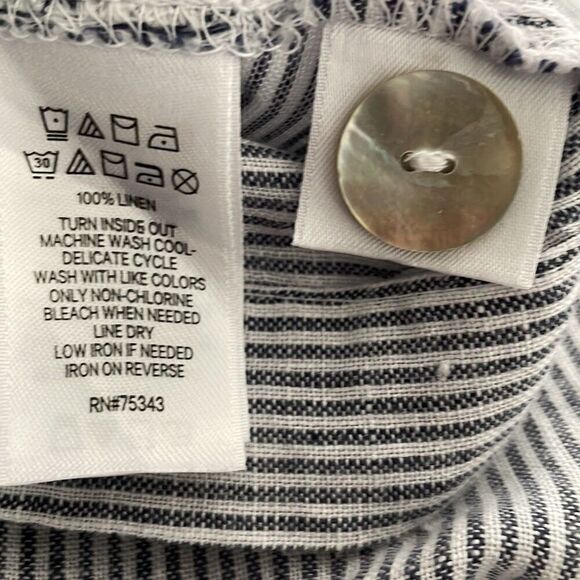 30
100% LINEN
TURN INSIDE OUT
MACHINE WASH COOL-
DELICATE CYCLE
WASH WITH LIKE COLORS
ONLY NON-CHLORINE
BLEACH WHEN NEEDED
LINE DRY
LOW IRON IF NEEDED
IRON ON REVERSE
RN#75343